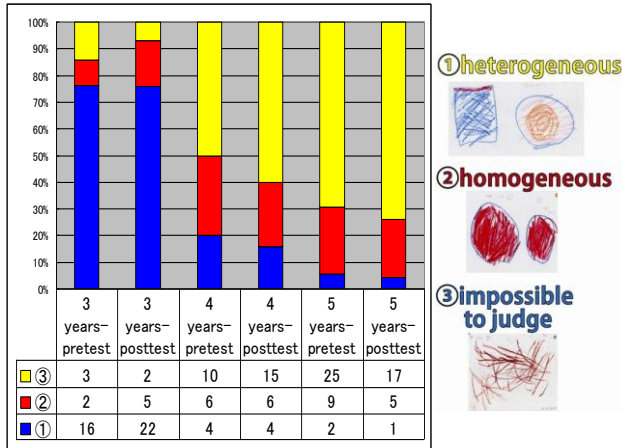 100%
90%
80%
70%
60%
50%
40%
30%
20%
10%
0%
3 years-pretest
3 years-posttest
4 years-pretest
4 years-posttest
5 years-pretest
5 years-posttest
③ 3 2 10 15 25 17
② 2 5 6 6 9 5
① 16 22 4 4 2 1
①heterogeneous
②homogeneous
③impossible
to judge